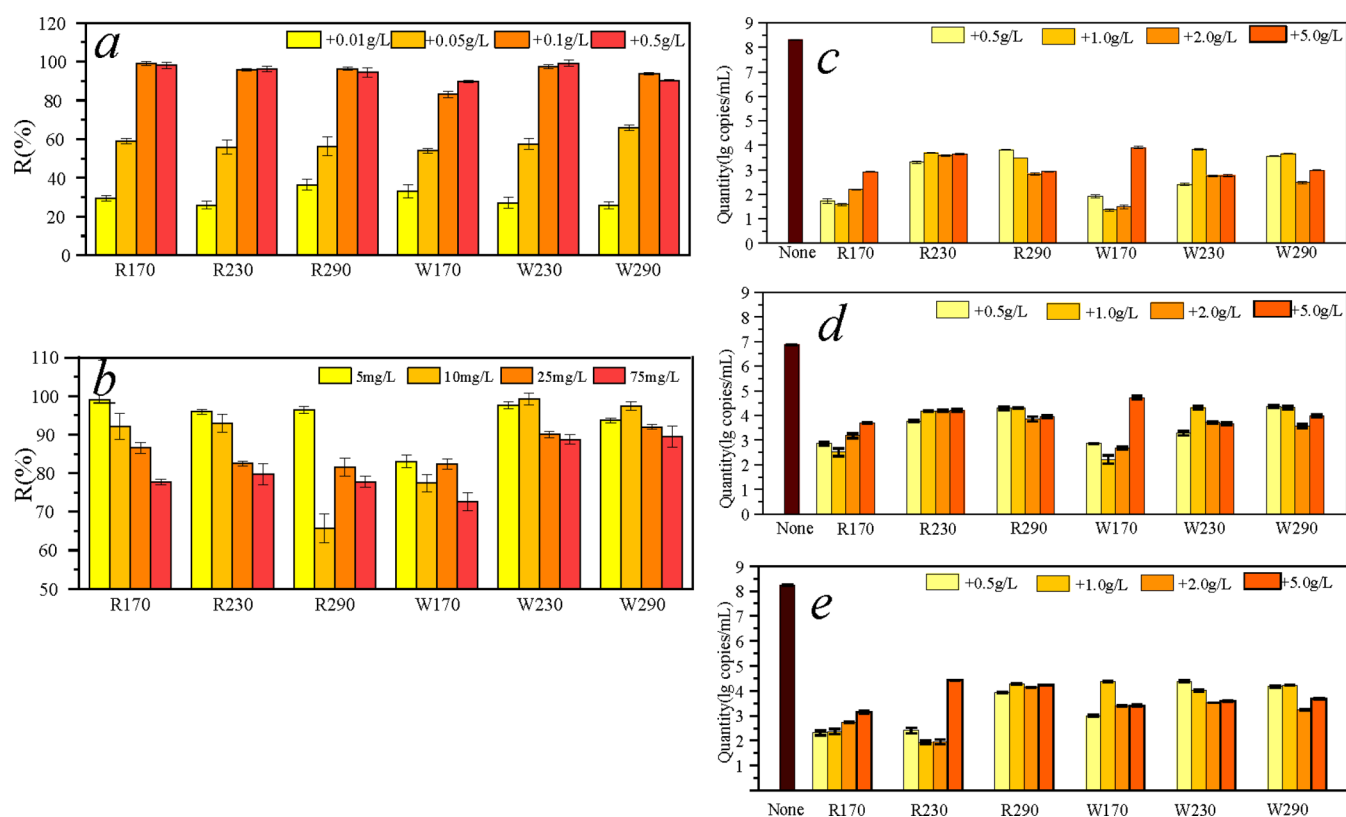 a
+0.01g/L +0.05g/L +0.1g/L +0.5g/L
R(%)
120
100
80
60
40
20
0
R170 R230 R290 W170 W230 W290
b
5mg/L 10mg/L 25mg/L 75mg/L
R(%)
110
100
90
80
70
60
50
R170 R230 R290 W170 W230 W290
c
+0.5g/L +1.0g/L +2.0g/L +5.0g/L
Quantity(lg copies/mL)
9
8
7
6
5
4
3
2
1
0
None R170 R230 R290 W170 W230 W290
d
+0.5g/L +1.0g/L +2.0g/L +5.0g/L
Quantity(lg copies/mL)
9
8
7
6
5
4
3
2
1
0
None R170 R230 R290 W170 W230 W290
e
+0.5g/L +1.0g/L +2.0g/L +5.0g/L
Quantity(lg copies/mL)
9
8
7
6
5
4
3
2
1
None R170 R230 R290 W170 W230 W290